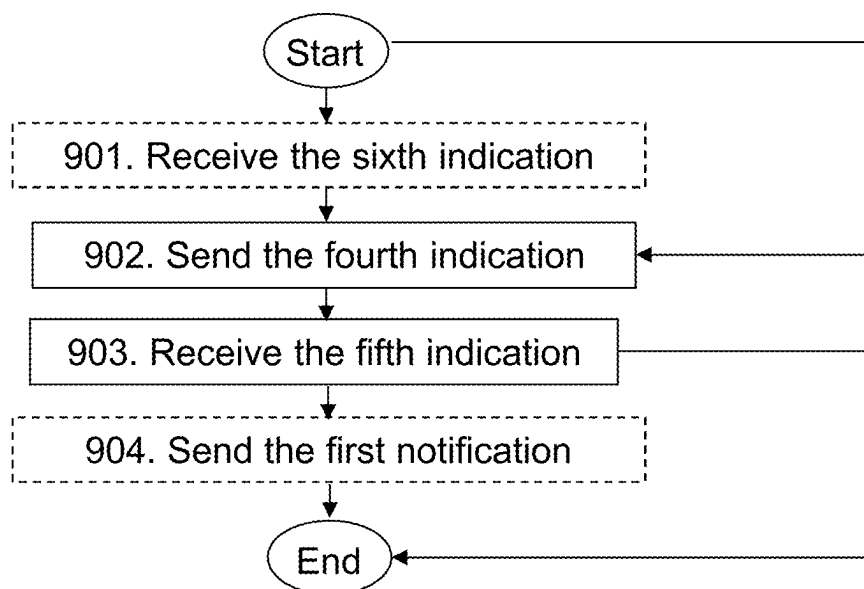 Start
901. Receive the sixth indication
902. Send the fourth indication
903. Receive the fifth indication
904. Send the first notification
End